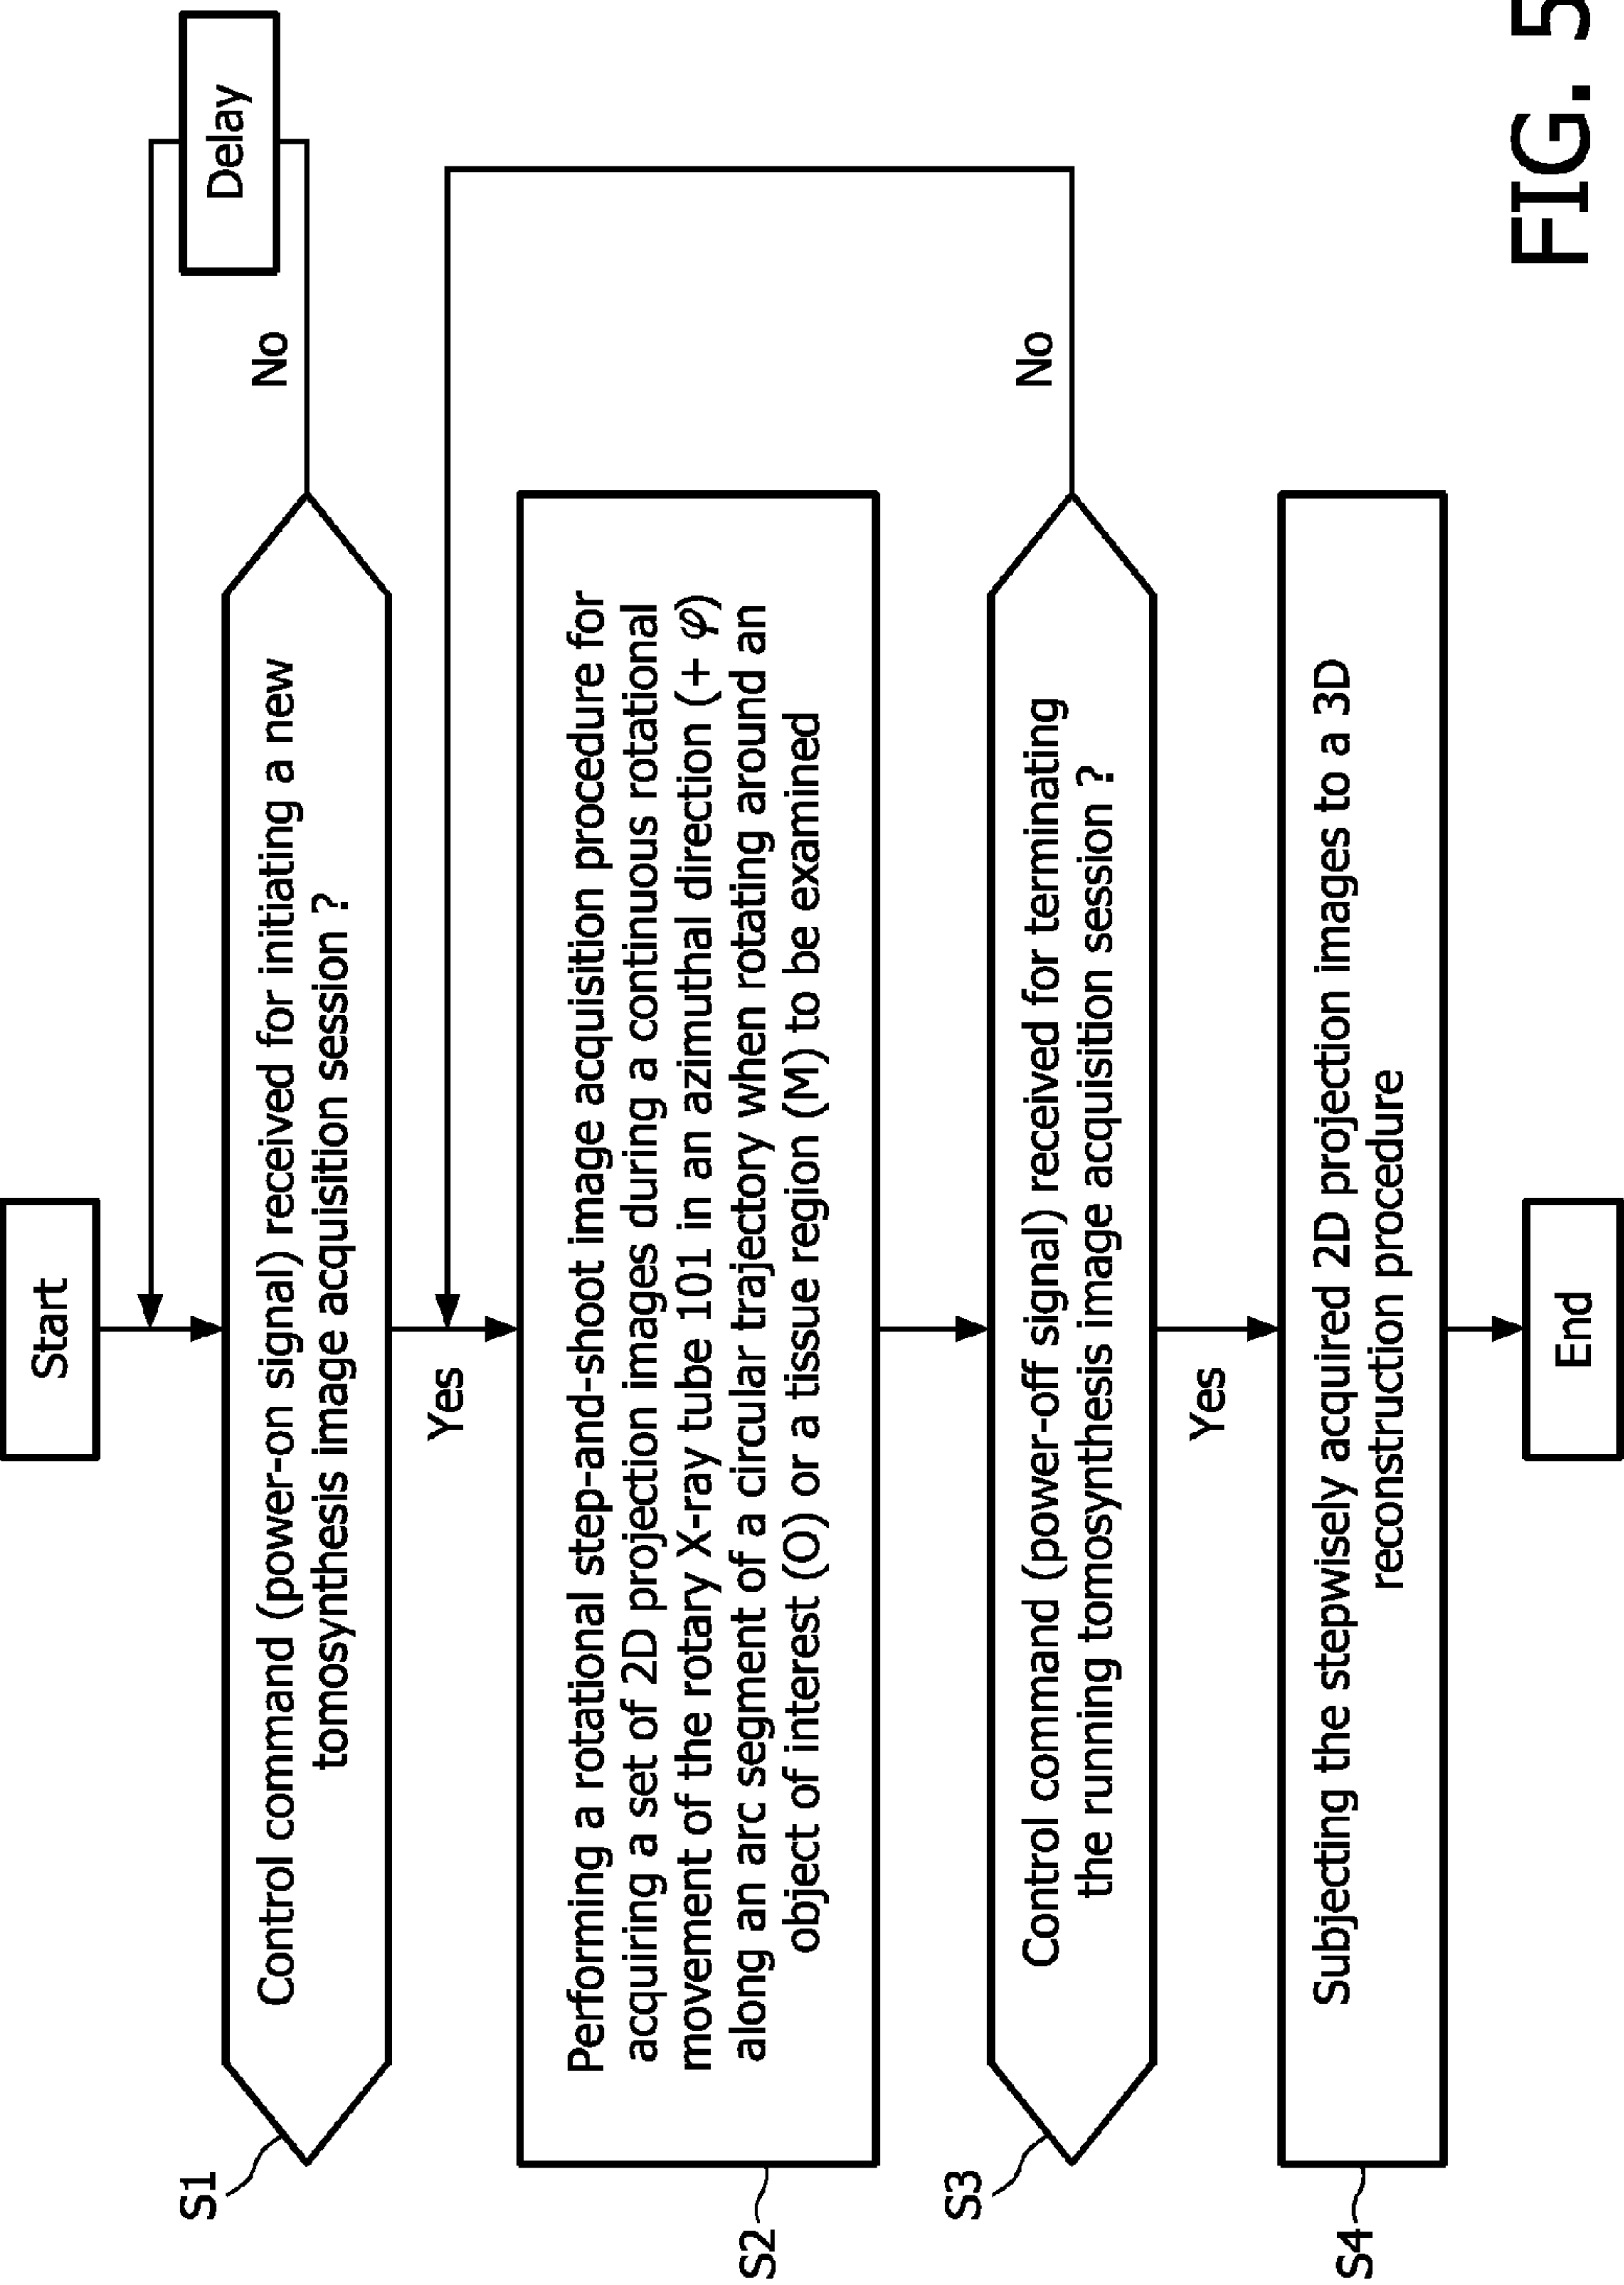 Start
Delay
S1
Control command (power-on signal) received for initiating a new
tomosynthesis image acquisition session ?
No
Yes
S2
Performing a rotational step-and-shoot image acquisition procedure for
acquiring a set of 2D projection images during a continuous rotational
movement of the rotary X-ray tube 101 in an azimuthal direction (+ φ)
along an arc segment of a circular trajectory when rotating around an
object of interest (O) or a tissue region (M) to be examined
S3
Control command (power-off signal) received for terminating
the running tomosynthesis image acquisition session ?
No
Yes
S4
Subjecting the stepwisely acquired 2D projection images to a 3D
reconstruction procedure
End
FIG. 5